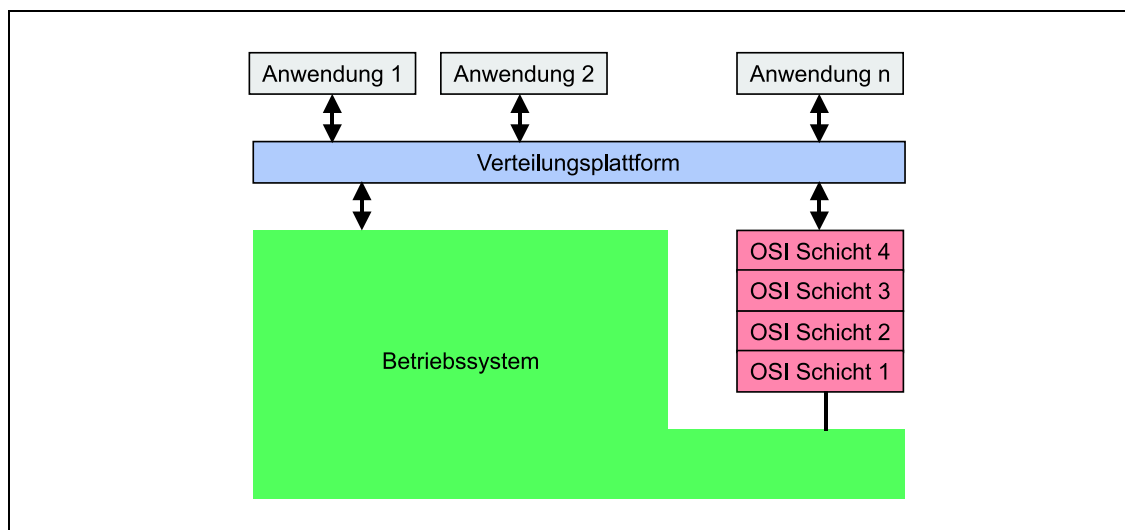 Anwendung 1
Anwendung 2
Anwendung n
Verteilungsplattform
OSI Schicht 4
OSI Schicht 3
OSI Schicht 2
OSI Schicht 1
Betriebssystem